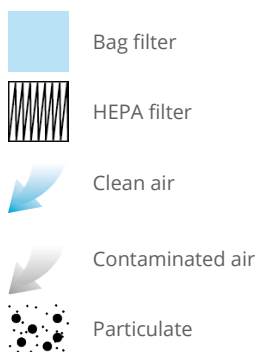 Bag filter
HEPA filter
Clean air
Contaminated air
Particulate